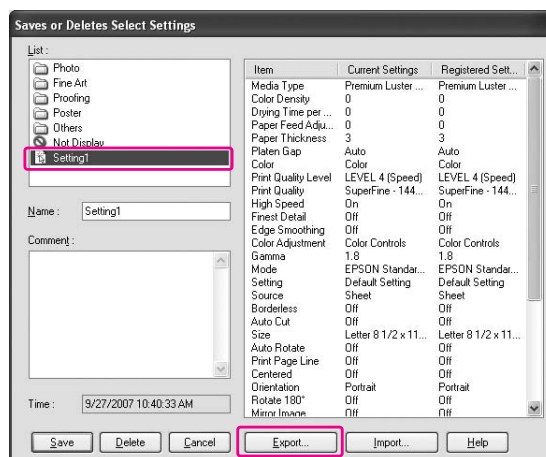 Saves or Deletes Select Settings
List :
Photo
Fine Art
Proofing
Poster
Others
Not Display
Setting1
Name : Setting1
Comment :
Time : 9/27/2007 10:40:33 AM
Item Current Settings Registered Sett...
Media Type Premium Luster ... Premium Luster ...
Color Density 0 0
Drying Time per ... 0 0
Paper Feed Adju... 0 0
Paper Thickness 3 3
Platen Gap Auto Auto
Color Color Color
Print Quality Level LEVEL 4 (Speed) LEVEL 4 (Speed)
Print Quality SuperFine - 144... SuperFine - 144...
High Speed On On
Finest Detail Off Off
Edge Smoothing Off Off
Color Adjustment Color Controls Color Controls
Gamma 1.8 1.8
Mode EPSON Standar... EPSON Standar...
Setting Default Setting Default Setting
Source Sheet Sheet
Borderless Off Off
Auto Cut Off Off
Size Letter 8 1/2 x 11... Letter 8 1/2 x 11...
Auto Rotate Off Off
Print Page Line Off Off
Centered Off Off
Orientation Portrait Portrait
Rotate 180° Off Off
Mirror Image Off Off
Save Delete Cancel Export... Import... Help